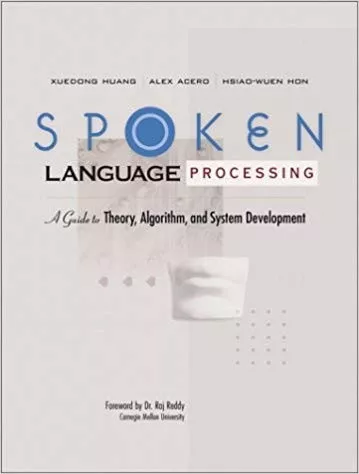 XUEDONG HUANG | ALEX ACERO | HSIAO-WUEN HON
SPOKEN
LANGUAGE PROCESSING
A Guide to Theory, Algorithm, and System Development
Foreword by Dr. Raj Reddy
Carnegie Mellon University